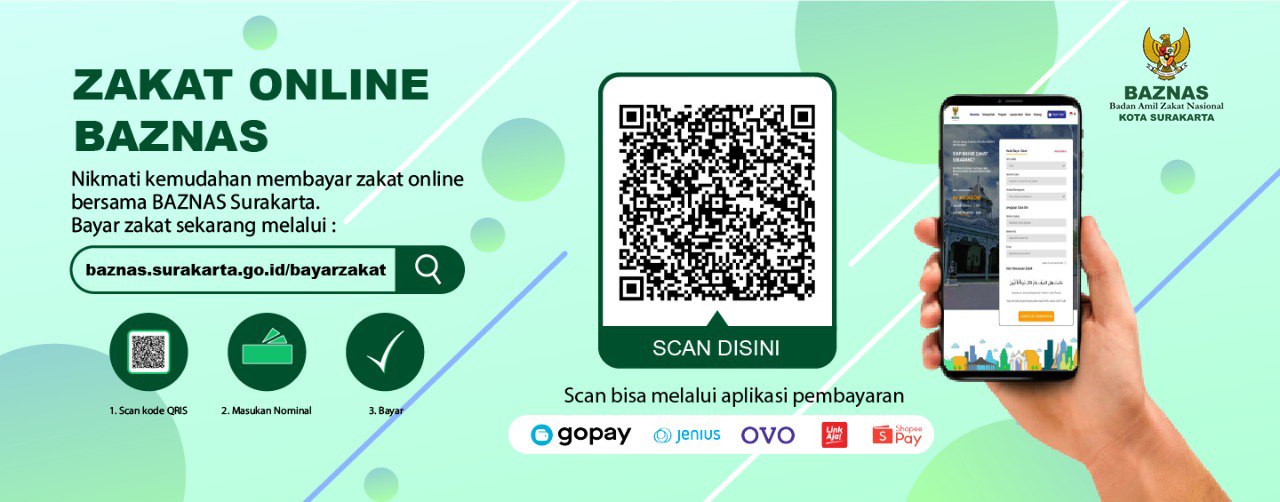 ZAKAT ONLINE
BAZNAS
Nikmati kemudahan membayar zakat online
bersama BAZNAS Surakarta.
Bayar zakat sekarang melalui :
baznas.surakarta.go.id/bayarzakat
1. Scan kode QRIS
2. Masukan Nominal
3. Bayar
SCAN DISINI
Scan bisa melalui aplikasi pembayaran
gopay
Jenius
OVO
Link
Aja!
Shopee
Pay
BAZNAS
Badan Amil Zakat Nasional
KOTA SURAKARTA